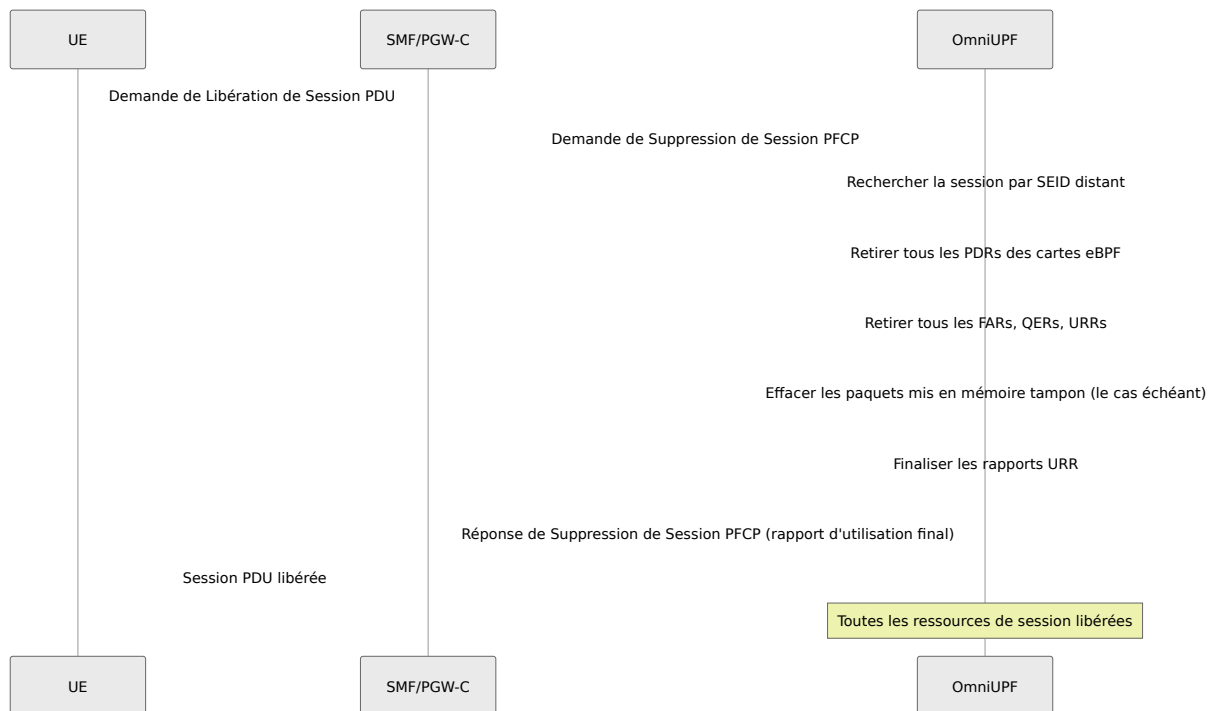 UE
SMF/PGW-C
OmniUPF
Demande de Libération de Session PDU
Demande de Suppression de Session PFCP
Rechercher la session par SEID distant
Retirer tous les PDRs des cartes eBPF
Retirer tous les FARs, QERs, URRs
Effacer les paquets mis en mémoire tampon (le cas échéant)
Finaliser les rapports URR
Réponse de Suppression de Session PFCP (rapport d'utilisation final)
Session PDU libérée
Toutes les ressources de session libérées
UE
SMF/PGW-C
OmniUPF